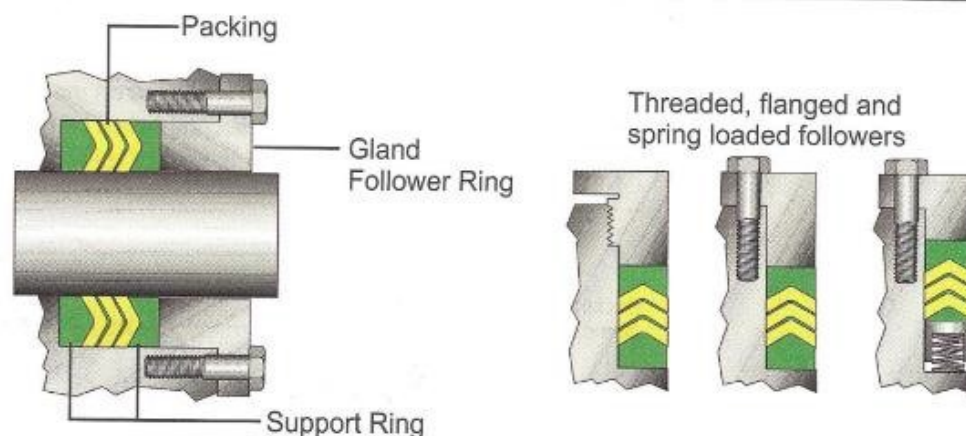 Packing
Gland
Follower Ring
Support Ring
Threaded, flanged and
spring loaded followers